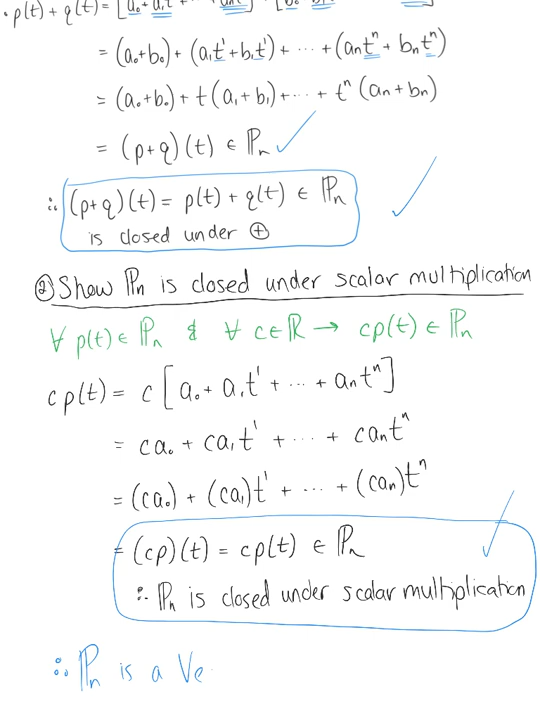 · p(t) + q(t) = [a₀ + a₁t¹
= (a₀+b₀) + (a₁t¹+b₁t¹) + ··· + (aₙtⁿ + bₙtⁿ)
= (a₀+b₀) + t(a₁+b₁) + ··· + tⁿ(aₙ+bₙ)
= (p+q)(t) ∈ ℙₙ ✓
∴ (p+q)(t) = p(t) + q(t) ∈ ℙₙ ✓
is closed under ⊕
② Show ℙₙ is closed under scalar multiplication
∀ p(t) ∈ ℙₙ & ∀ c∈ℝ → cp(t) ∈ ℙₙ
cp(t) = c[a₀ + a₁t¹ + ··· + aₙtⁿ]
= ca₀ + ca₁t¹ + ··· + caₙtⁿ
= (ca₀) + (ca₁)t¹ + ··· + (caₙ)tⁿ
= (cp)(t) = cp(t) ∈ ℙₙ ✓
∴ ℙₙ is closed under scalar multiplication
∴ ℙₙ is a Ve